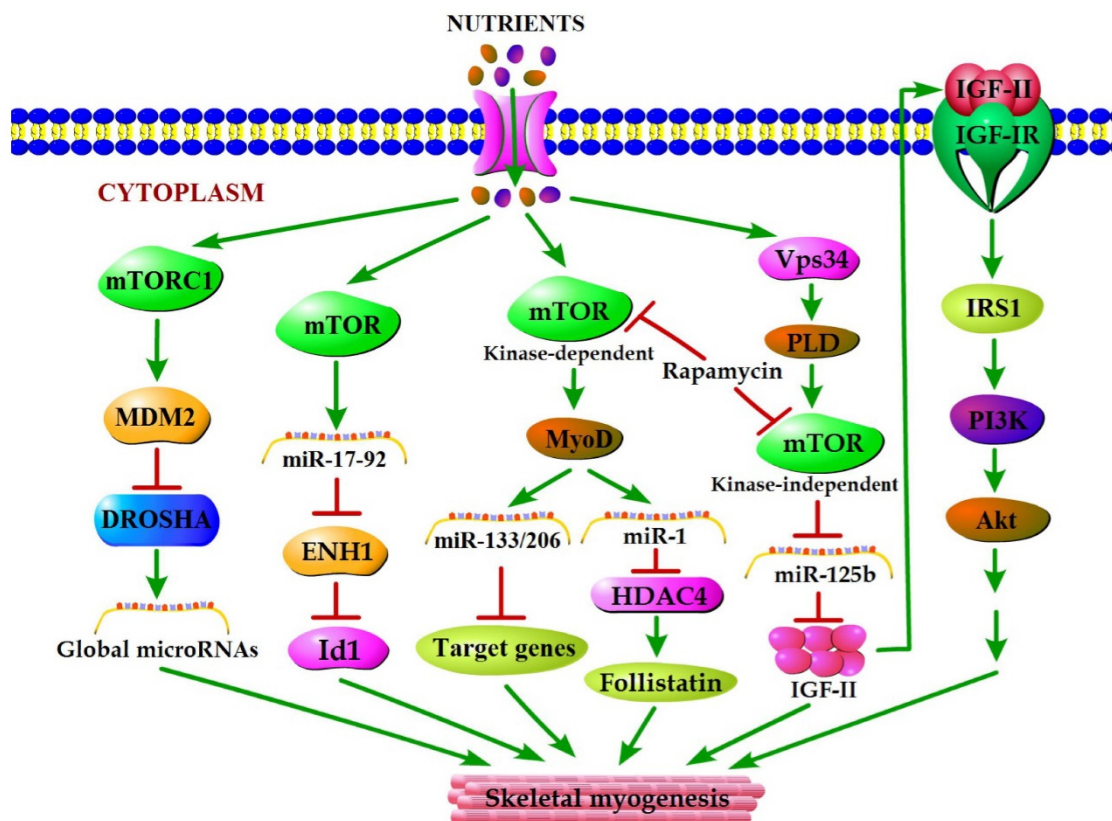 NUTRIENTS
IGF-II
IGF-IR
CYTOPLASM
mTORC1
mTOR
mTOR
Kinase-dependent
Vps34
PLD
Rapamycin
mTOR
Kinase-independent
IRS1
PI3K
Akt
MDM2
DROSHA
Global microRNAs
miR-17-92
ENH1
Id1
MyoD
miR-133/206
Target genes
miR-1
HDAC4
Follistatin
miR-125b
IGF-II
Skeletal myogenesis